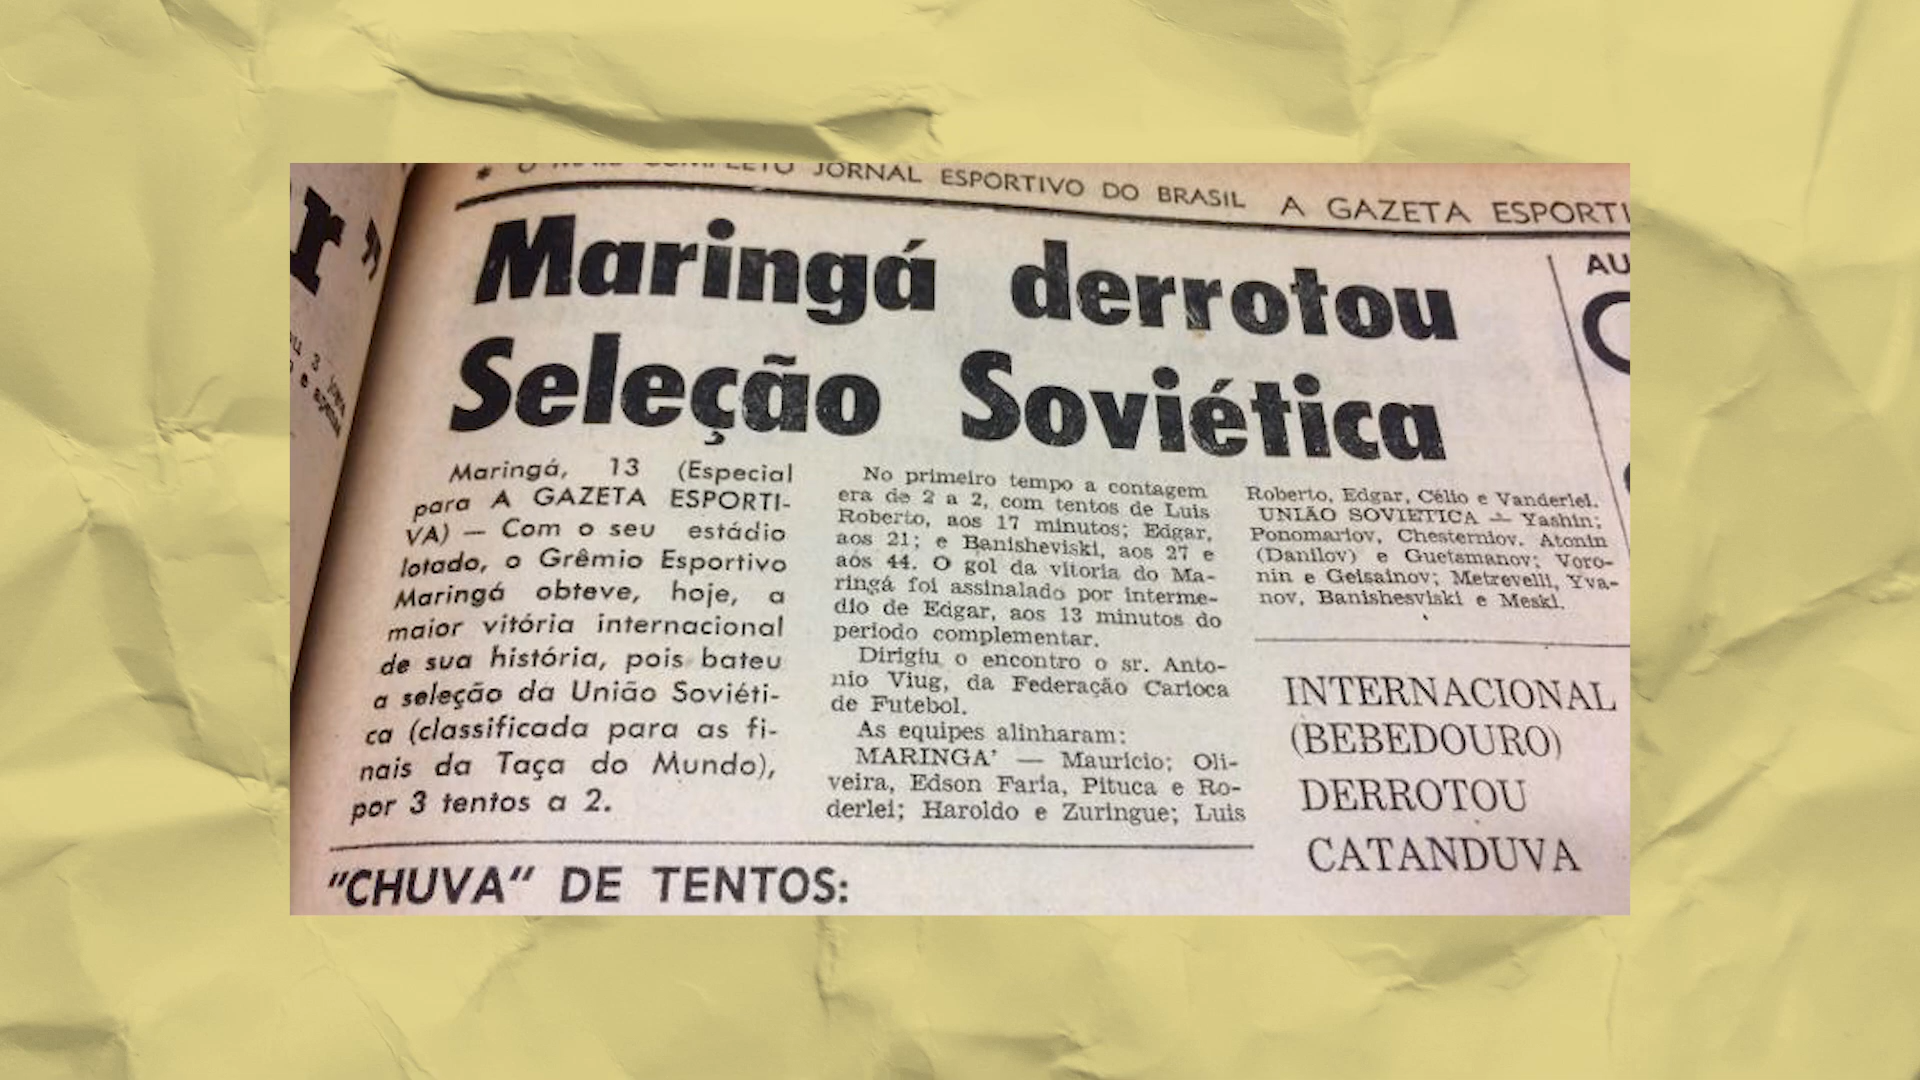 COMPLETO JORNAL ESPORTIVO DO BRASIL A GAZETA ESPORTI
Maringá derrotou
Seleção Soviética
Maringá, 13 (Especial
para A GAZETA ESPORTI-
VA) — Com o seu estádio
lotado, o Grêmio Esportivo
Maringá obteve, hoje, a
maior vitória internacional
de sua história, pois bateu
a seleção da União Soviéti-
ca (classificada para as fi-
nais da Taça do Mundo),
por 3 tentos a 2.
No primeiro tempo a contagem
era de 2 a 2, com tentos de Luis
Roberto, aos 17 minutos; Edgar,
aos 21; e Banisheviski, aos 27 e
aos 44. O gol da vitoria do Ma-
ringá foi assinalado por interme-
dio de Edgar, aos 13 minutos do
período complementar.
Dirigiu o encontro o sr. Anto-
nio Viug, da Federação Carioca
de Futebol.
As equipes alinharam:
MARINGA' — Mauricio; Oli-
veira, Edson Faria, Pituca e Ro-
derlei; Haroldo e Zuringue; Luis
Roberto, Edgar, Célio e Vanderlei.
UNIÃO SOVIETICA — Yashin;
Ponomariov, Chesterniov, Atonin
(Danilov) e Guetsmanov; Voro-
nin e Geisainov; Metrevelli, Yva-
nov, Banishesviski e Meski.
INTERNACIONAL
(BEBEDOURO)
DERROTOU
CATANDUVA
"CHUVA" DE TENTOS:
r"
AU